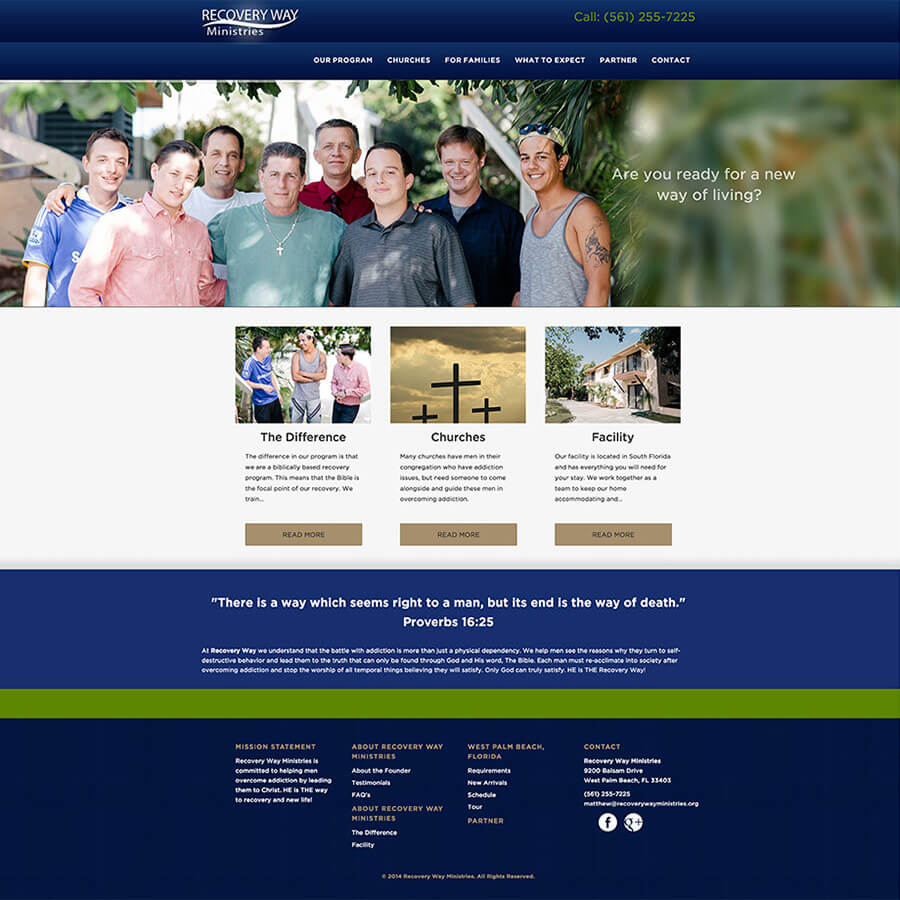 RECOVERY WAY
Ministries
Call: (561) 255-7225
OUR PROGRAM CHURCHES FOR FAMILIES WHAT TO EXPECT PARTNER CONTACT
Are you ready for a new
way of living?
The Difference
The difference in our program is that
we are a biblically based recovery
program. This means that the Bible is
the focal point of our recovery. We
train...
READ MORE
Churches
Many churches have men in their
congregation who have addiction
issues, but need someone to come
alongside and guide these men in
overcoming addiction.
READ MORE
Facility
Our facility is located in South Florida
and has everything you will need for
your stay. We work together as a
team to keep our home
accommodating and...
READ MORE
"There is a way which seems right to a man, but its end is the way of death."
Proverbs 16:25
At Recovery Way we understand that the battle with addiction is more than just a physical dependency. We help men see the reasons why they turn to self-
destructive behavior and lead them to the truth that can only be found through God and His word, The Bible. Each man must re-acclimate into society after
overcoming addiction and stop the worship of all temporal things believing they will satisfy. Only God can truly satisfy. HE is THE Recovery Way!
MISSION STATEMENT
Recovery Way Ministries is
committed to helping men
overcome addiction by leading
them to Christ. HE is THE way
to recovery and new life!
ABOUT RECOVERY WAY
MINISTRIES
About the Founder
Testimonials
FAQ's
ABOUT RECOVERY WAY
MINISTRIES
The Difference
Facility
WEST PALM BEACH,
FLORIDA
Requirements
New Arrivals
Schedule
Tour
PARTNER
CONTACT
Recovery Way Ministries
9200 Balsam Drive
West Palm Beach, FL 33403
(561) 255-7225
matthew@recoverywayministries.org
f g+
© 2014 Recovery Way Ministries. All Rights Reserved.